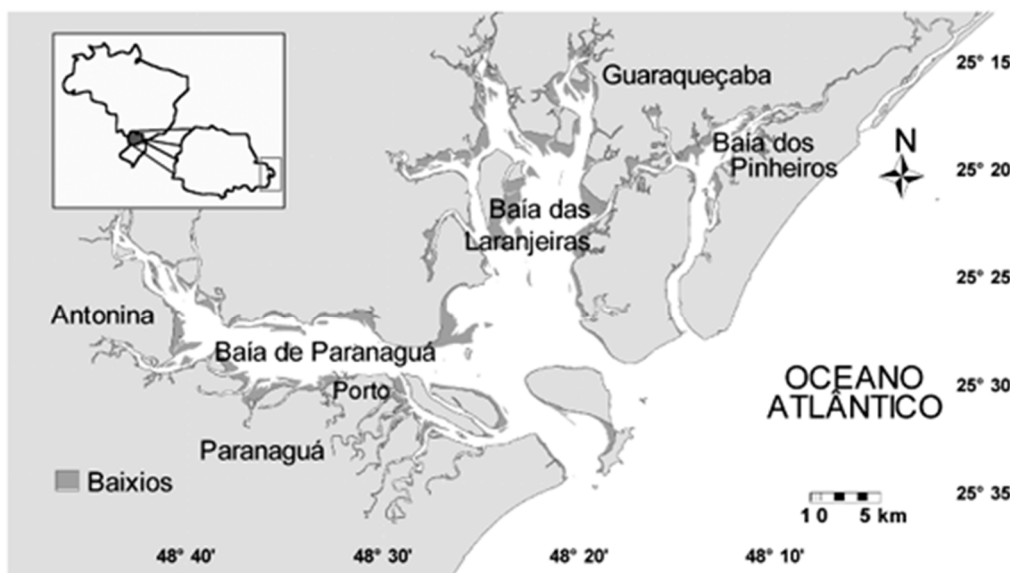 Guaraqueçaba
25° 15'
N
Baía dos
Pinheiros
25° 20'
Baía das
Laranjeiras
25° 25'
Antonina
Baía de Paranaguá
Porto
OCEANO
ATLÂNTICO
25° 30'
Paranaguá
Baixios
25° 35'
1 0 5 km
48° 40' 48° 30' 48° 20' 48° 10'